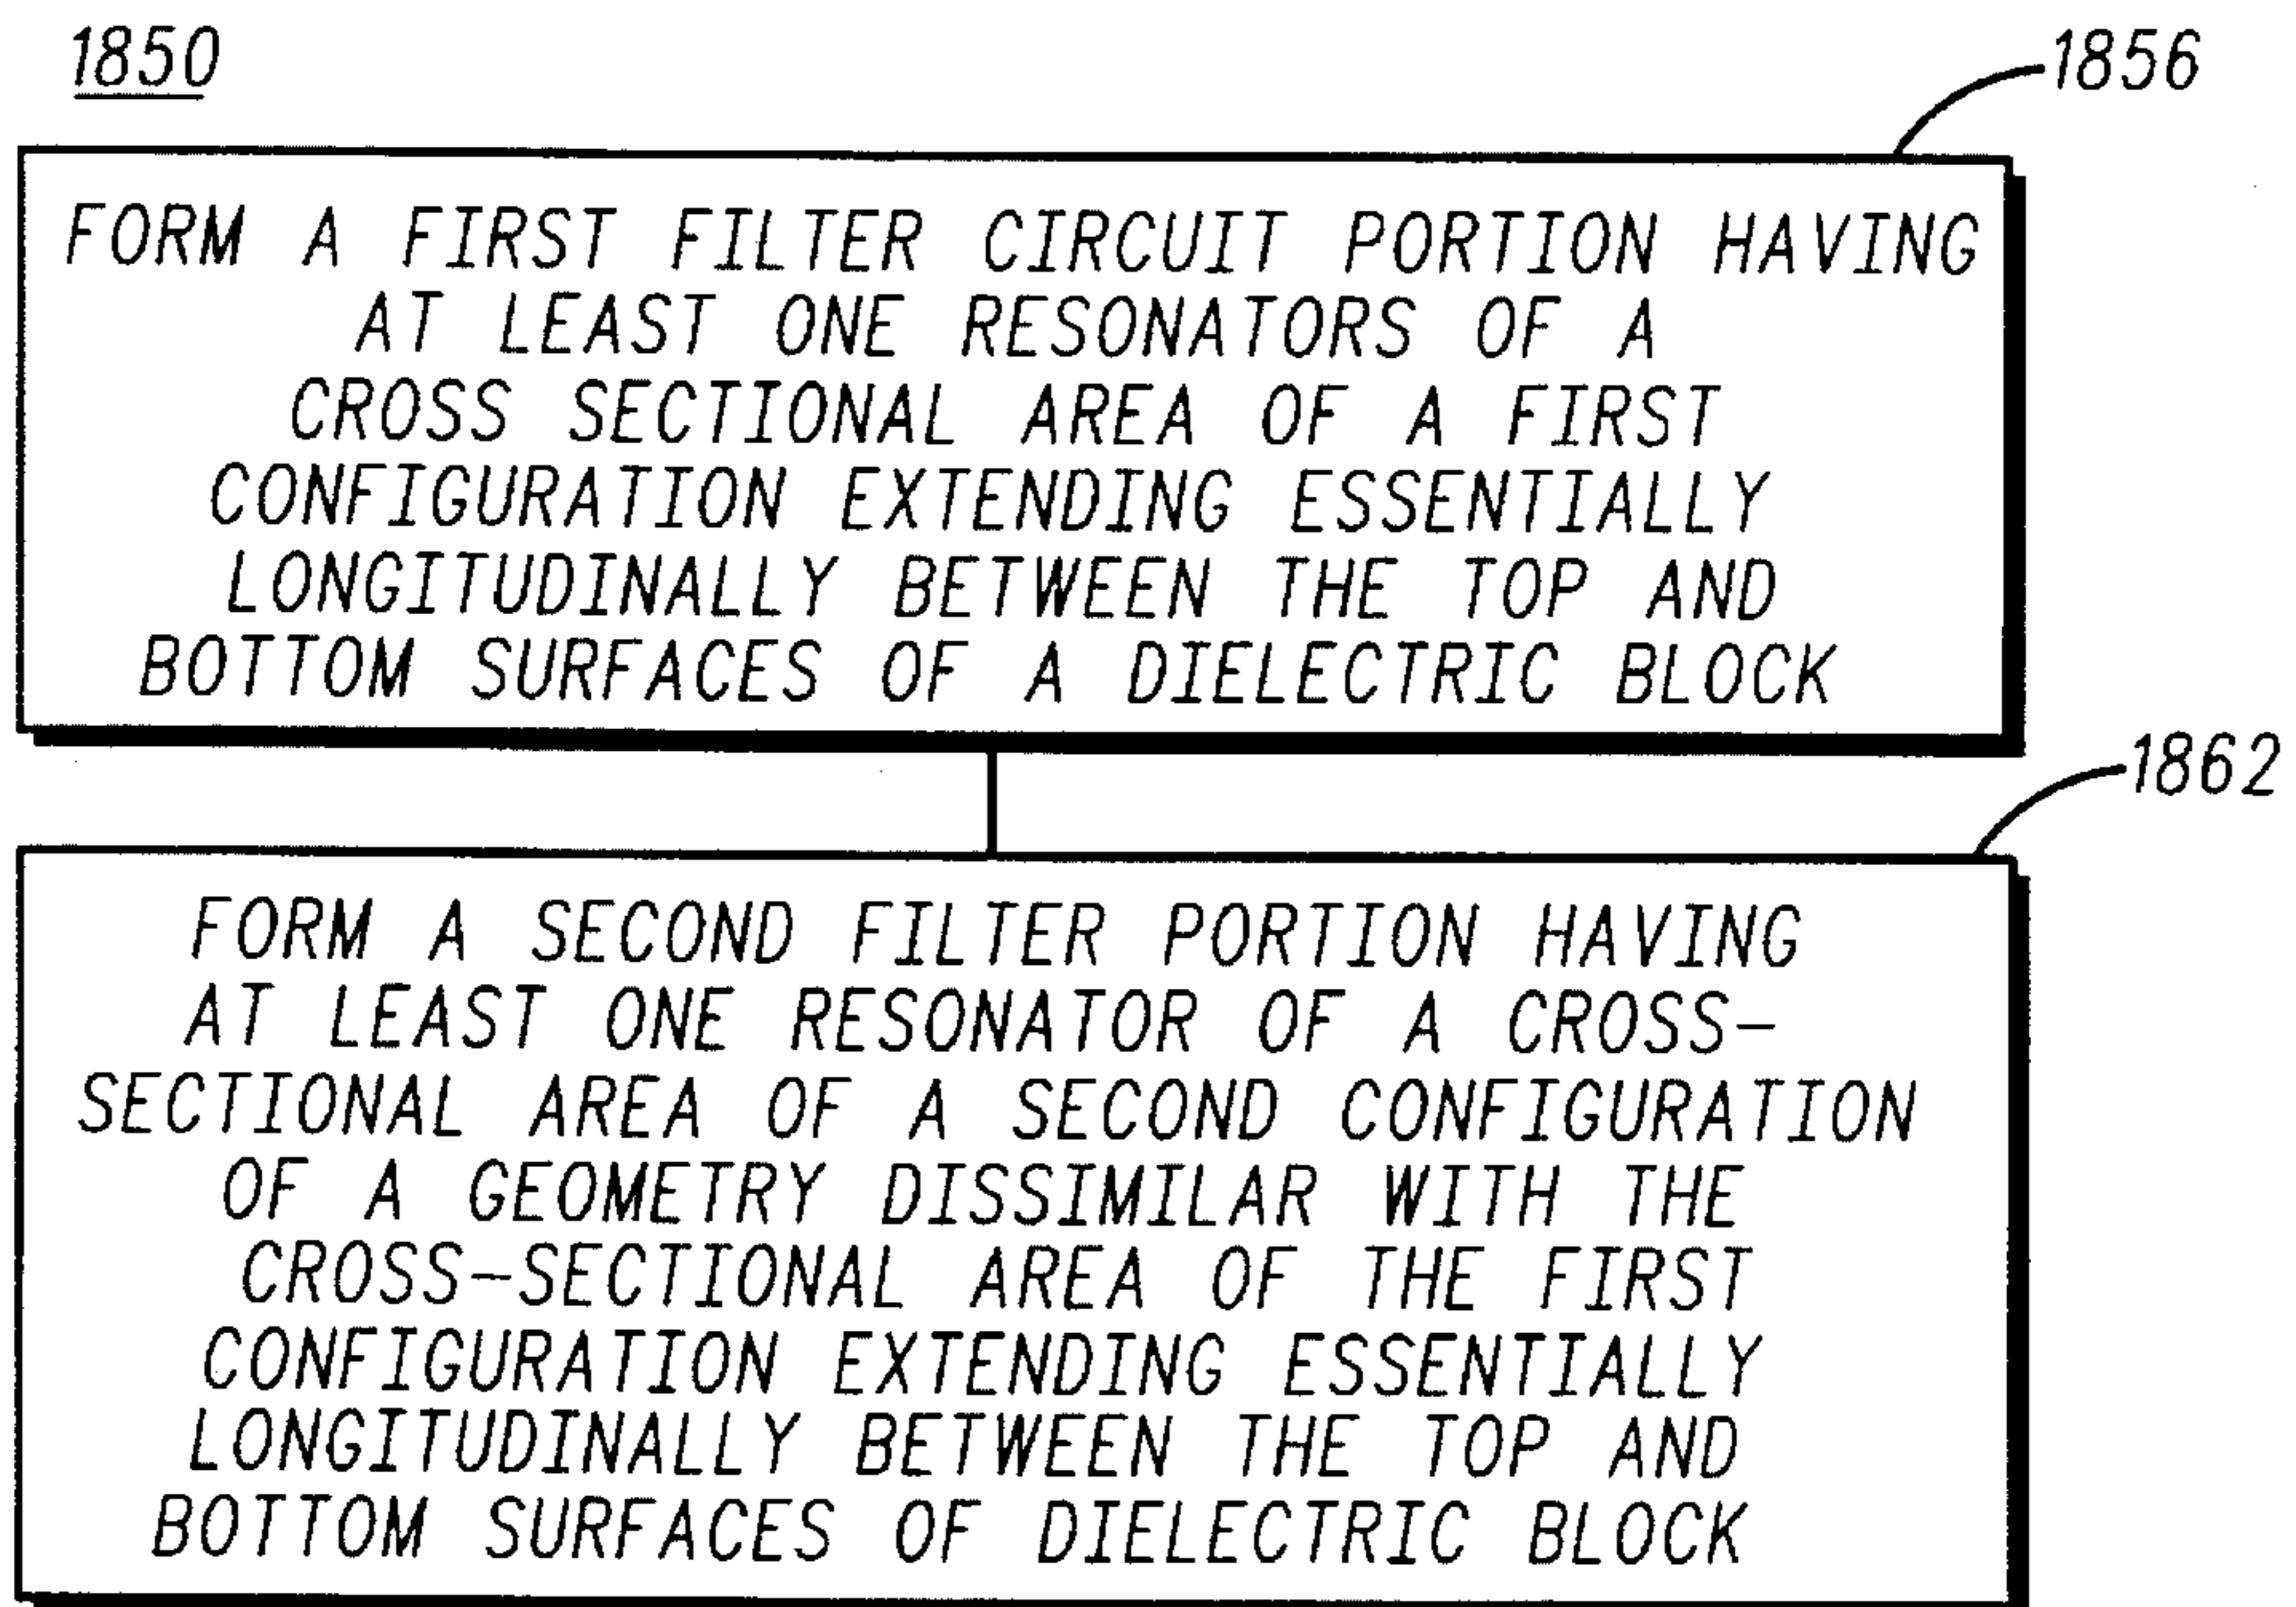 1850
1856
FORM A FIRST FILTER CIRCUIT PORTION HAVING
AT LEAST ONE RESONATORS OF A
CROSS SECTIONAL AREA OF A FIRST
CONFIGURATION EXTENDING ESSENTIALLY
LONGITUDINALLY BETWEEN THE TOP AND
BOTTOM SURFACES OF A DIELECTRIC BLOCK
1862
FORM A SECOND FILTER PORTION HAVING
AT LEAST ONE RESONATOR OF A CROSS-
SECTIONAL AREA OF A SECOND CONFIGURATION
OF A GEOMETRY DISSIMILAR WITH THE
CROSS-SECTIONAL AREA OF THE FIRST
CONFIGURATION EXTENDING ESSENTIALLY
LONGITUDINALLY BETWEEN THE TOP AND
BOTTOM SURFACES OF DIELECTRIC BLOCK